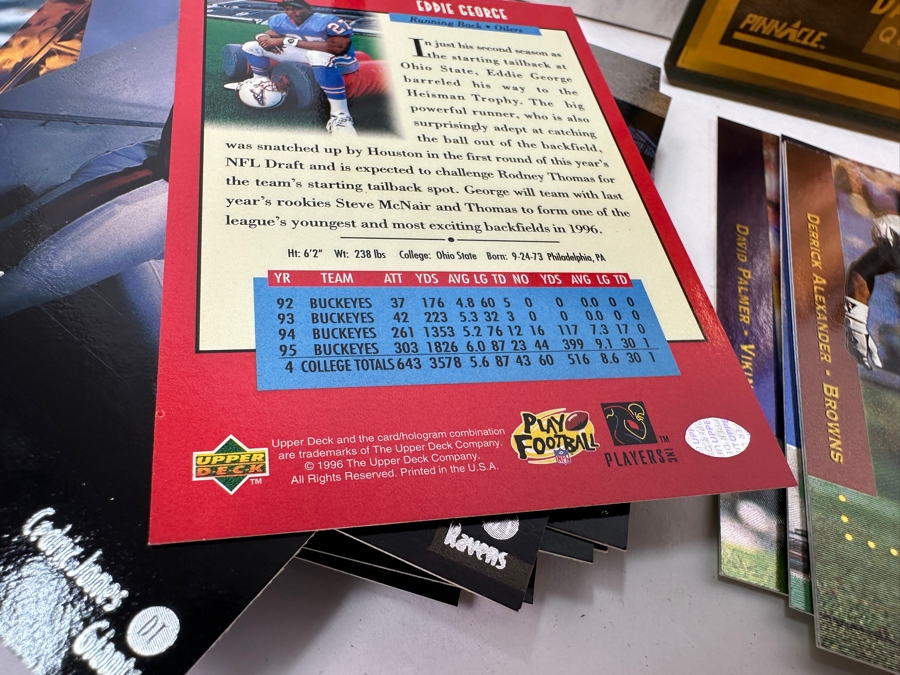 EDDIE GEORGE
Running Back • Oilers
In just his second season as
the starting tailback at
Ohio State, Eddie George
barreled his way to the
Heisman Trophy. The big
powerful runner, who is also
surprisingly adept at catching
the ball out of the backfield,
was snatched up by Houston in the first round of this year's
NFL Draft and is expected to challenge Rodney Thomas for
the team's starting tailback spot. George will team with last
year's rookies Steve McNair and Thomas to form one of the
league's youngest and most exciting backfields in 1996.
Ht: 6'2" Wt: 238 lbs College: Ohio State Born: 9-24-73 Philadelphia, PA
YR TEAM ATT YDS AVG LG TD NO YDS AVG LG TD
92 BUCKEYES 37 176 4.8 60 5 0 0 0.0 0 0
93 BUCKEYES 42 223 5.3 32 3 0 0 0.0 0 0
94 BUCKEYES 261 1353 5.2 76 12 16 117 7.3 17 0
95 BUCKEYES 303 1826 6.0 87 23 44 399 9.1 30 1
4 COLLEGE TOTALS 643 3578 5.6 87 43 60 516 8.6 30 1
UPPER
DECK TM
Upper Deck and the card/hologram combination
are trademarks of The Upper Deck Company.
© 1996 The Upper Deck Company.
All Rights Reserved. Printed in the U.S.A.
PLAY
FOOTBALL
NFL
PLAYERS INC TM
PINNACLE
DAVID PALMER • VIKIN
DERRICK ALEXANDER • BROWNS
Ravens